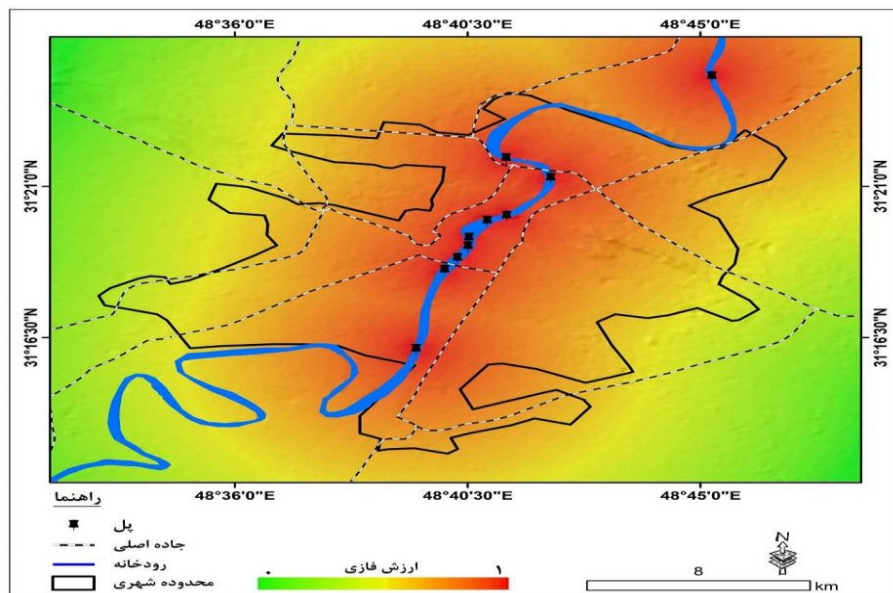 48°36'0"E 48°40'30"E 48°45'0"E
31°21'0"N 31°21'0"N
31°16'30"N 31°16'30"N
48°36'0"E 48°40'30"E 48°45'0"E
راهنما
پل
جاده اصلی
رودخانه
محدوده شهری
۰ ارزش فازی ۱
N
8
km